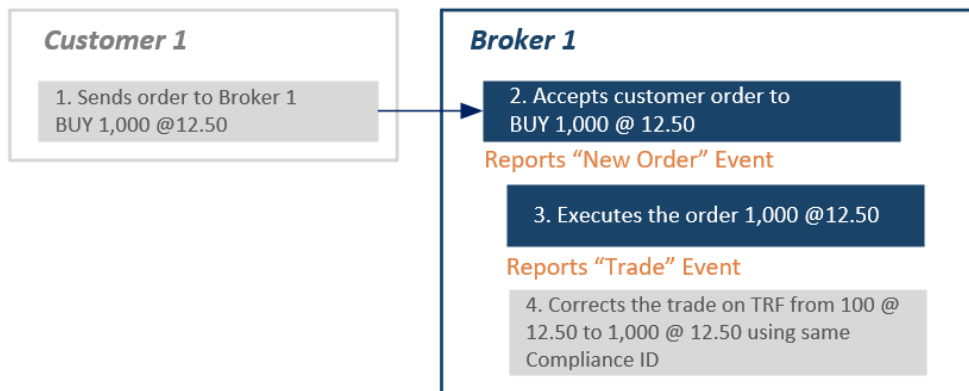 Customer 1
1. Sends order to Broker 1
BUY 1,000 @12.50
Broker 1
2. Accepts customer order to
BUY 1,000 @ 12.50
Reports “New Order” Event
3. Executes the order 1,000 @12.50
Reports “Trade” Event
4. Corrects the trade on TRF from 100 @
12.50 to 1,000 @ 12.50 using same
Compliance ID